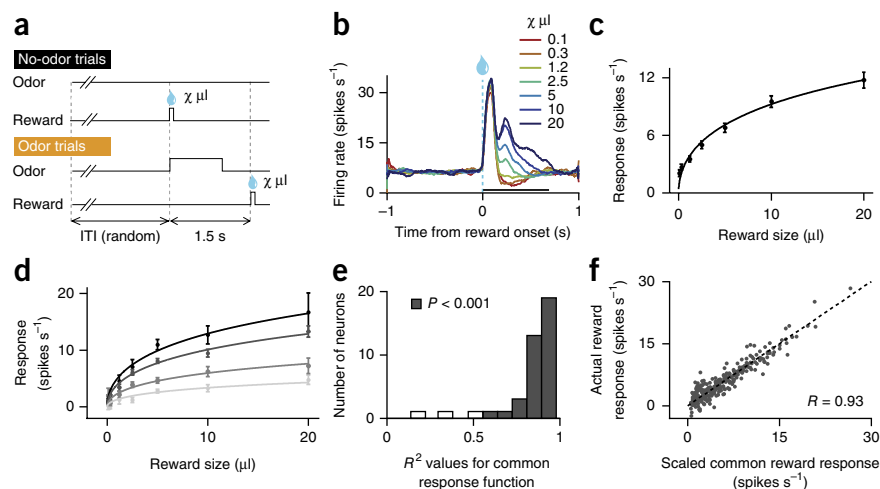 a
No-odor trials
Odor
χ µl
Reward
Odor trials
Odor
χ µl
Reward
ITI (random)
1.5 s
b
χ µl
0.1
0.3
1.2
2.5
5
10
20
Firing rate (spikes s⁻¹)
30
15
0
–1
0
1
Time from reward onset (s)
c
Response (spikes s⁻¹)
12
6
0
0
10
20
Reward size (µl)
d
Response
(spikes s⁻¹)
20
10
0
0
10
20
Reward size (µl)
e
P < 0.001
Number of neurons
20
10
0
0
0.5
1
R² values for common
response function
f
Actual reward
response (spikes s⁻¹)
30
15
0
R = 0.93
0
15
30
Scaled common reward response
(spikes s⁻¹)